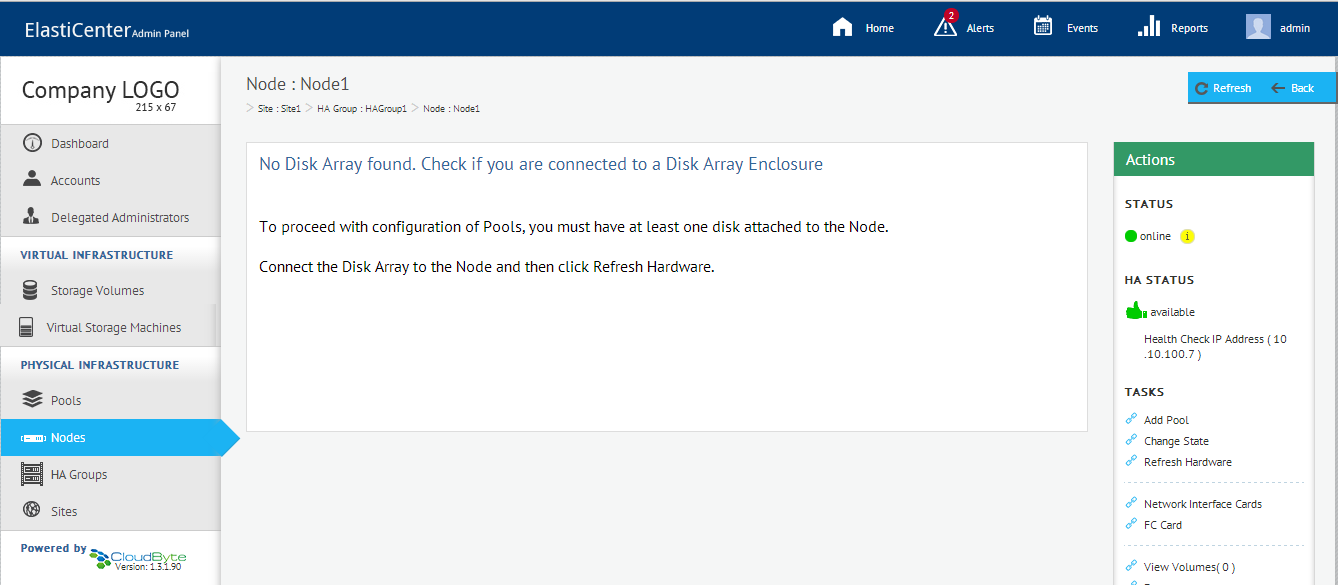 ElastiCenter Admin Panel
Home
2
Alerts
Events
Reports
admin
Company LOGO
215 x 67
Dashboard
Accounts
Delegated Administrators
VIRTUAL INFRASTRUCTURE
Storage Volumes
Virtual Storage Machines
PHYSICAL INFRASTRUCTURE
Pools
Nodes
HA Groups
Sites
Powered by
CloudByte
Version: 1.3.1.90
Node : Node1
Site : Site1 HA Group : HAGroup1 Node : Node1
Refresh
Back
No Disk Array found. Check if you are connected to a Disk Array Enclosure
To proceed with configuration of Pools, you must have at least one disk attached to the Node.
Connect the Disk Array to the Node and then click Refresh Hardware.
Actions
STATUS
online i
HA STATUS
available
Health Check IP Address ( 10
.10.100.7 )
TASKS
Add Pool
Change State
Refresh Hardware
Network Interface Cards
FC Card
View Volumes( 0 )